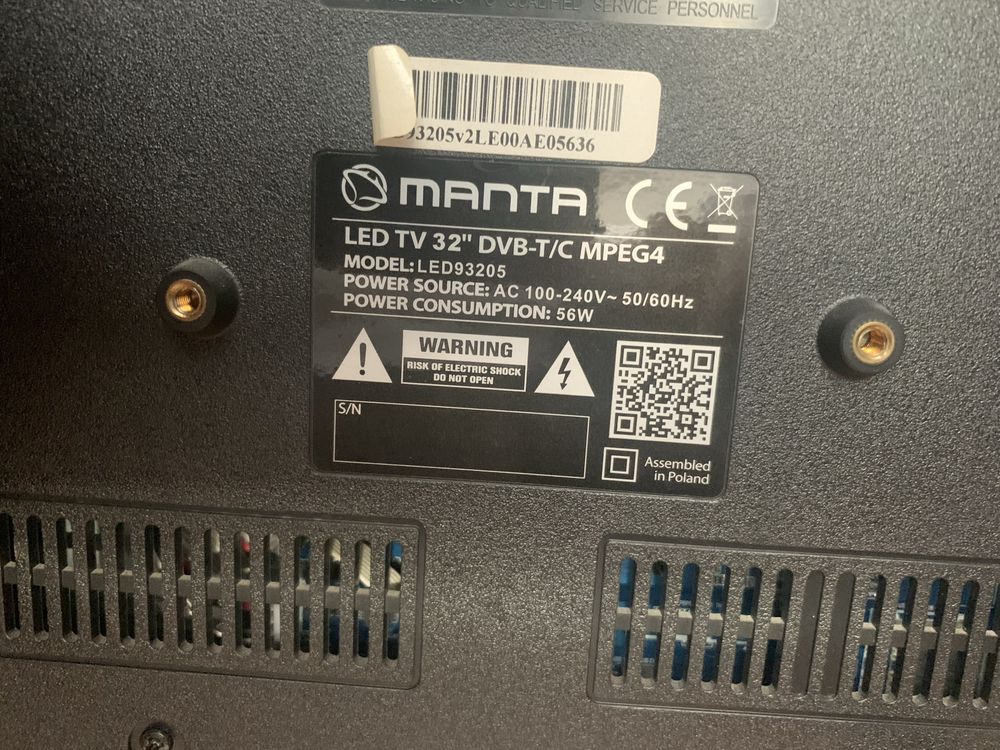 QUALIFIED SERVICE PERSONNEL
93205v2LE00AE05636
MANTA CE
LED TV 32" DVB-T/C MPEG4
MODEL: LED93205
POWER SOURCE: AC 100-240V~ 50/60Hz
POWER CONSUMPTION: 56W
WARNING
RISK OF ELECTRIC SHOCK
DO NOT OPEN
S/N
Assembled
in Poland